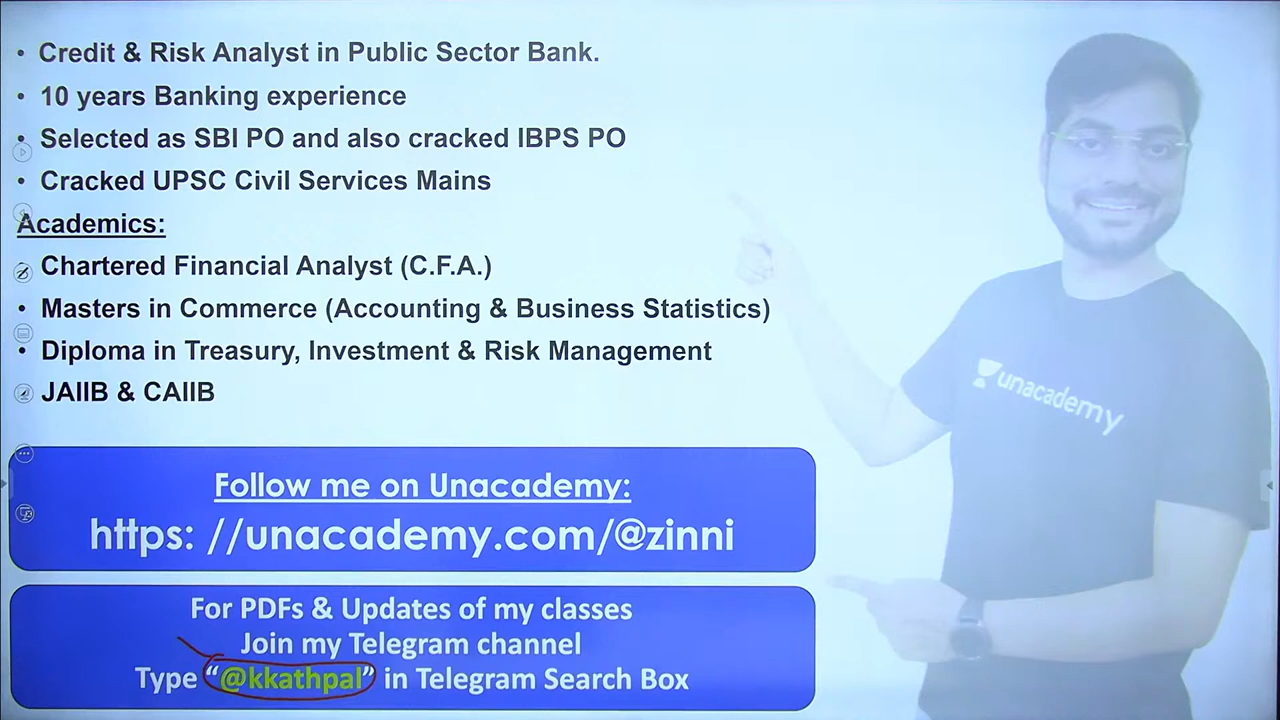 • Credit & Risk Analyst in Public Sector Bank.
• 10 years Banking experience
• Selected as SBI PO and also cracked IBPS PO
• Cracked UPSC Civil Services Mains
Academics:
Chartered Financial Analyst (C.F.A.)
• Masters in Commerce (Accounting & Business Statistics)
• Diploma in Treasury, Investment & Risk Management
JAIIB & CAIIB
unacademy
Follow me on Unacademy:
https: //unacademy.com/@zinni
For PDFs & Updates of my classes
Join my Telegram channel
Type “@kkathpal” in Telegram Search Box